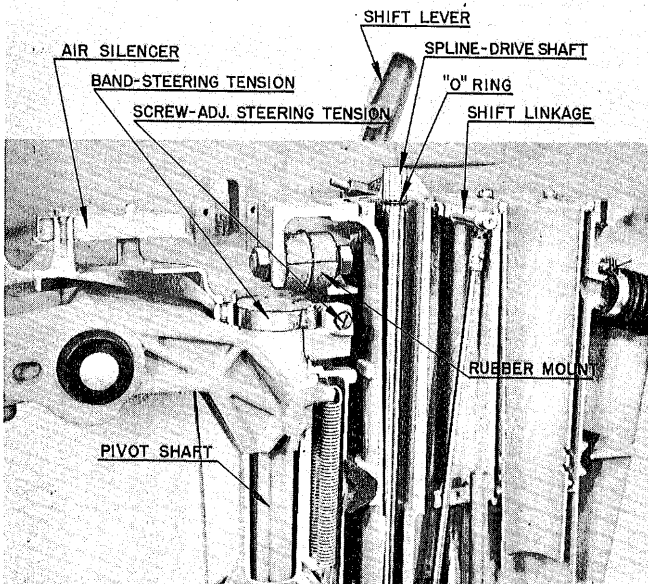 SHIFT LEVER
AIR SILENCER
SPLINE-DRIVE SHAFT
BAND-STEERING TENSION
"O" RING
SCREW-ADJ. STEERING TENSION
SHIFT LINKAGE
RUBBER MOUNT
PIVOT SHAFT